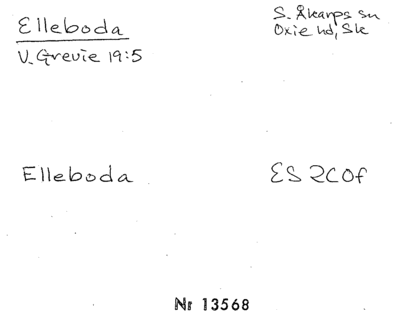 Elleboda
S. Åkarps sn
V. Grevie 19:5
Oxie hd, Sk
Elleboda
ES 2C0f
Nr 13568